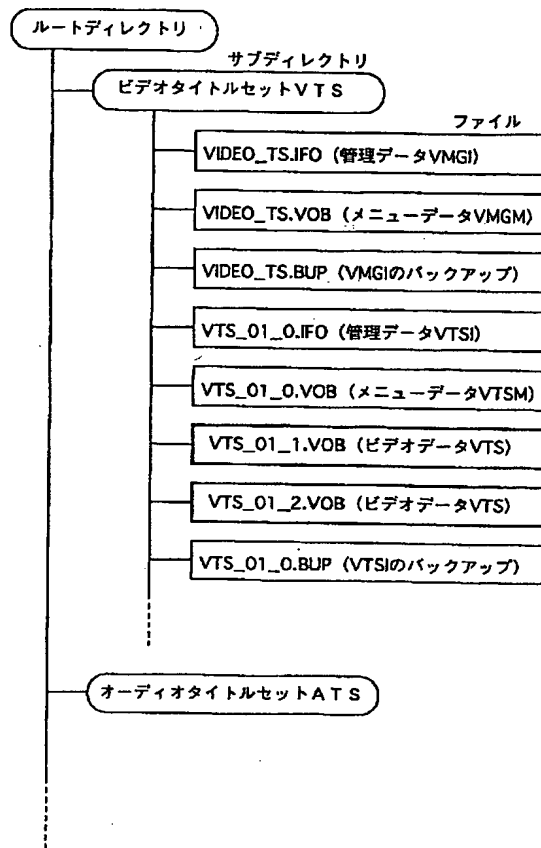 ルートディレクトリ
サブディレクトリ
ビデオタイトルセットVTS
ファイル
VIDEO_TS.IFO (管理データVMGI)
VIDEO_TS.VOB (メニューデータVMGM)
VIDEO_TS.BUP (VMGIのバックアップ)
VTS_01_0.IFO (管理データVTSI)
VTS_01_0.VOB (メニューデータVTSM)
VTS_01_1.VOB (ビデオデータVTS)
VTS_01_2.VOB (ビデオデータVTS)
VTS_01_0.BUP (VTSIのバックアップ)
オーディオタイトルセットATS